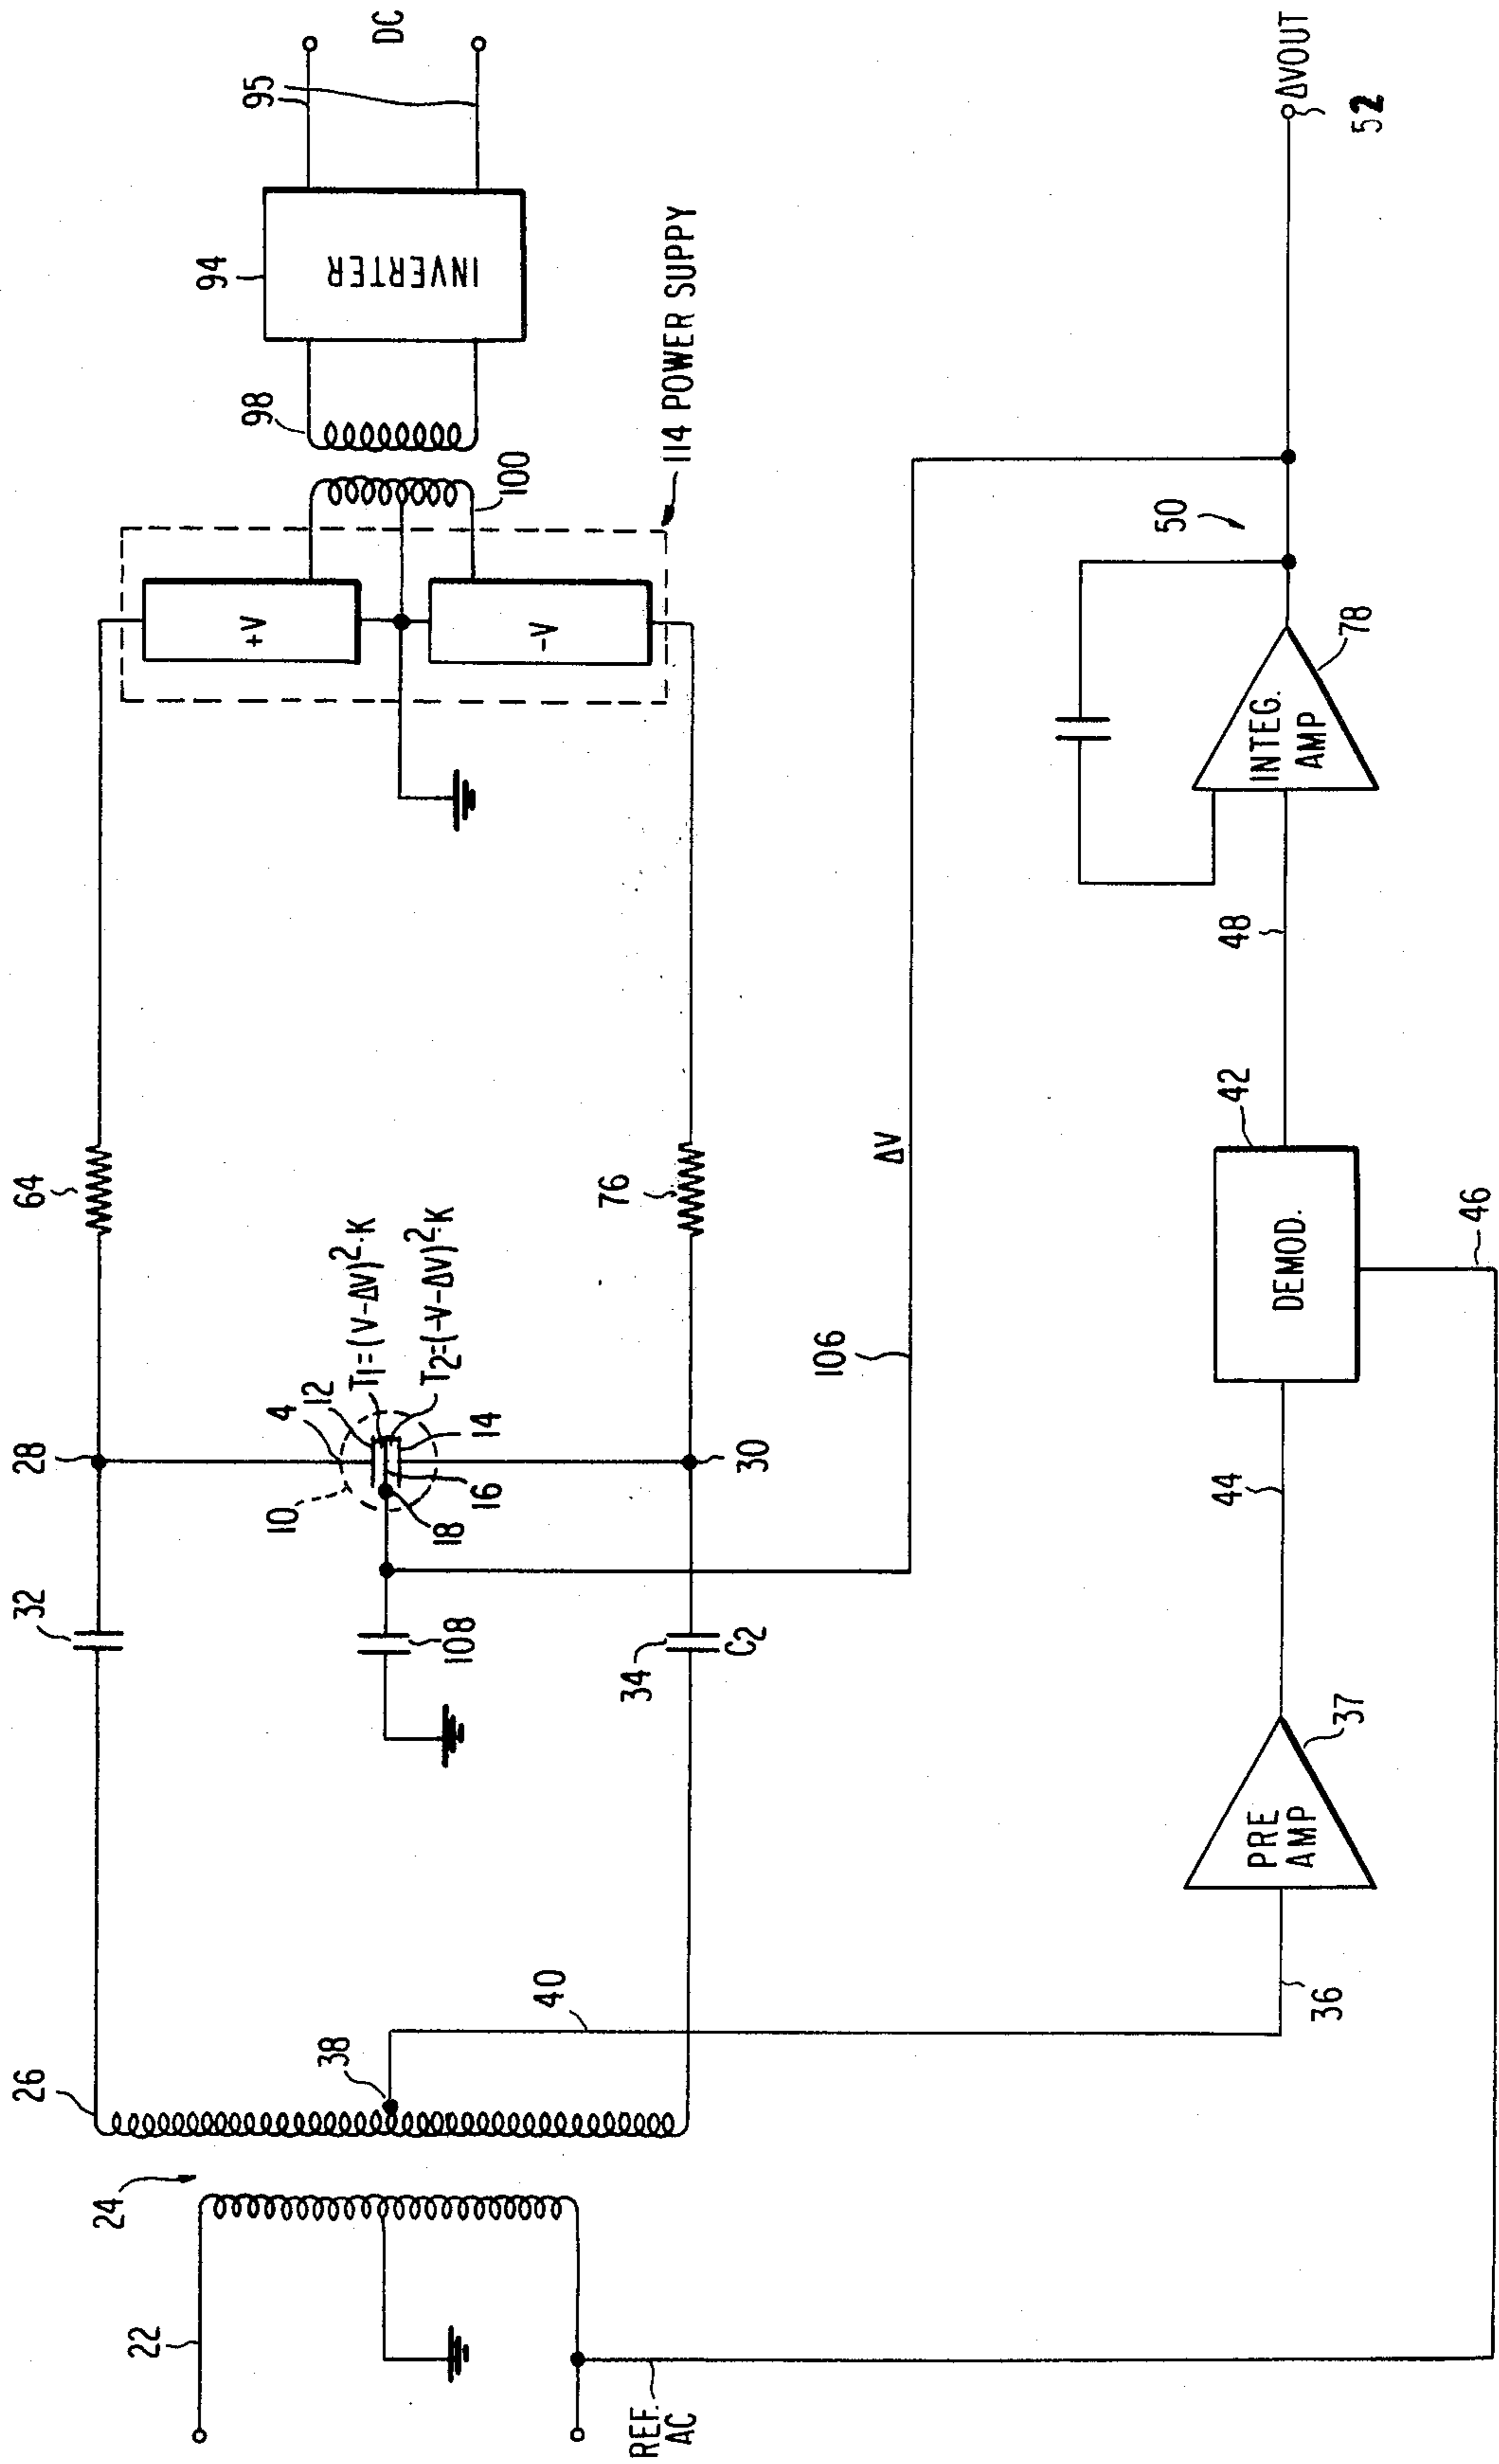 26
32
28
64
95
DC
94
INVERTER
98
100
+V
-V
114 POWER SUPPY
24
22
38
40
10
4
12
T1=(V-ΔV)²·K
T2=(-V-ΔV)²·K
14
16
18
108
34
C2
30
76
106
ΔV
REF.
AC
36
PRE
AMP
37
44
DEMOD.
42
46
48
INTEG.
AMP
78
50
ΔVOUT
52